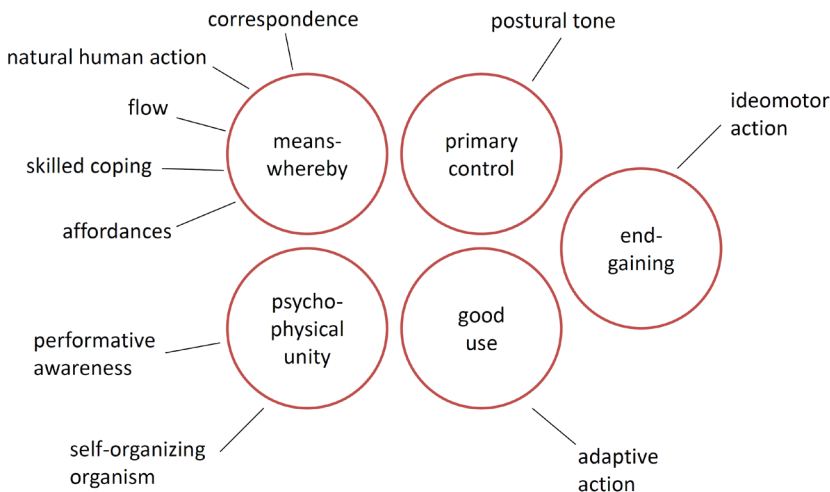 correspondence
postural tone
natural human action
ideomotor
action
flow
means-
whereby
primary
control
skilled coping
affordances
end-
gaining
psycho-
physical
unity
good
use
performative
awareness
self-organizing
organism
adaptive
action